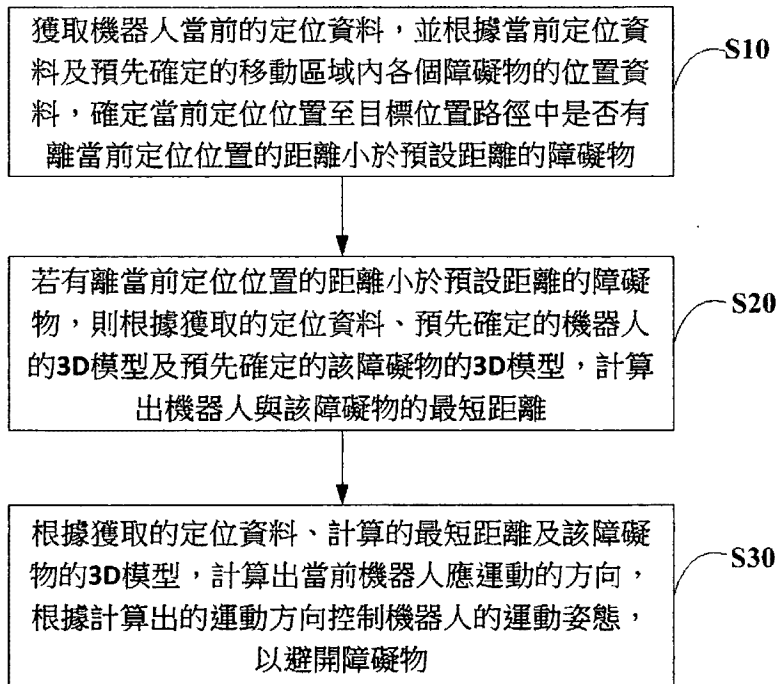 獲取機器人當前的定位資料，並根據當前定位資
料及預先確定的移動區域內各個障礙物的位置資
料，確定當前定位位置至目標位置路徑中是否有
離當前定位位置的距離小於預設距離的障礙物
S10
若有離當前定位位置的距離小於預設距離的障礙
物，則根據獲取的定位資料、預先確定的機器人
的3D模型及預先確定的該障礙物的3D模型，計算
出機器人與該障礙物的最短距離
S20
根據獲取的定位資料、計算的最短距離及該障礙
物的3D模型，計算出當前機器人應運動的方向，
根據計算出的運動方向控制機器人的運動姿態，
以避開障礙物
S30